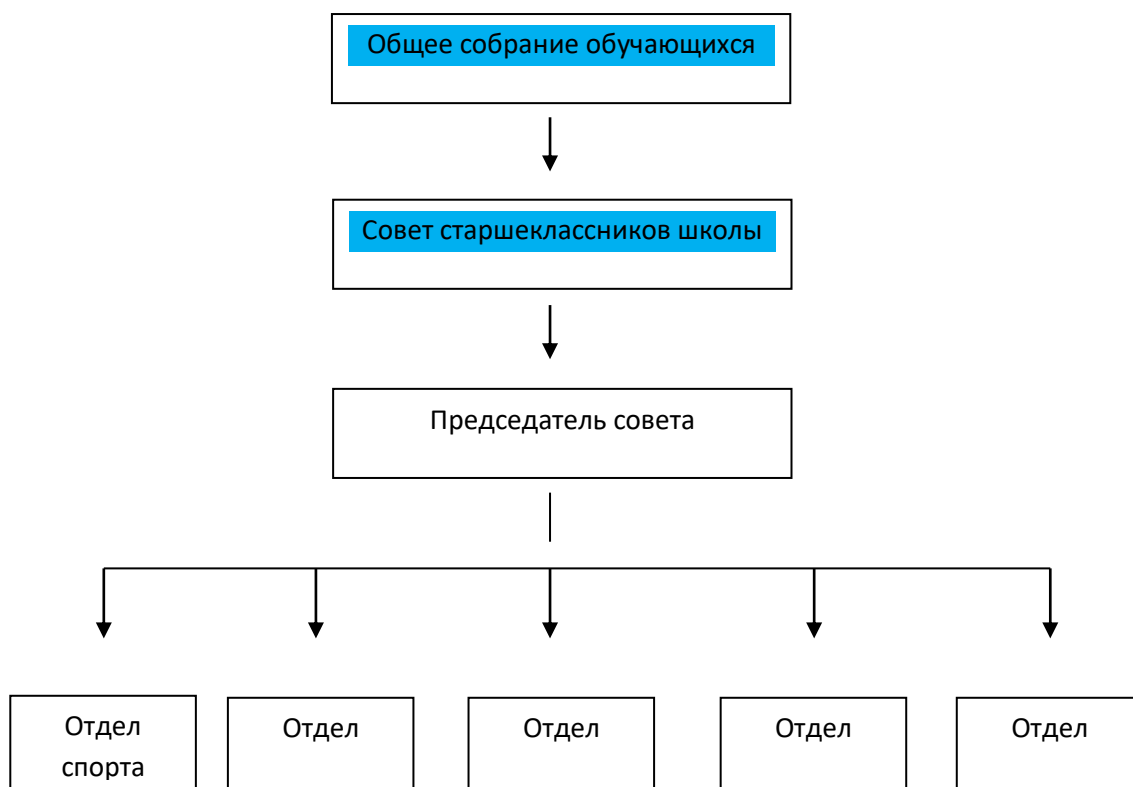 Общее собрание обучающихся
Совет старшеклассников школы
Председатель совета
Отдел
спорта
Отдел
Отдел
Отдел
Отдел